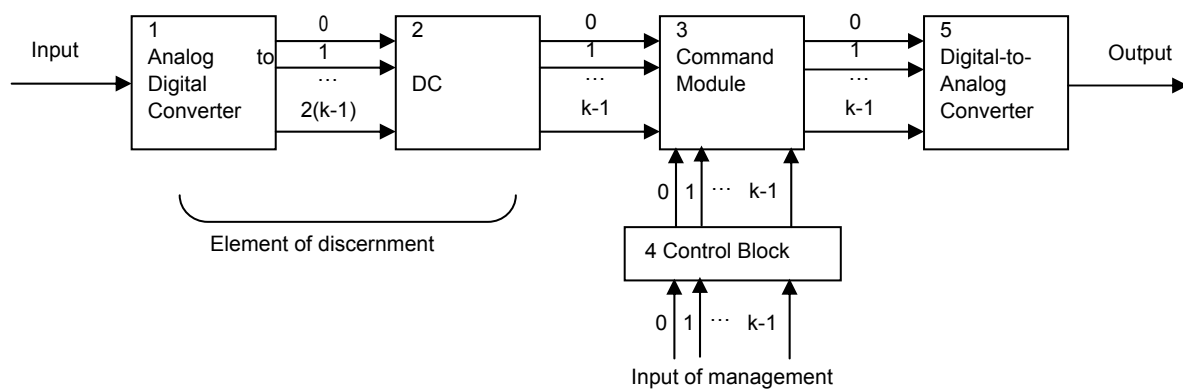 Input
1
Analog to
Digital
Converter
0
1
...
2(k-1)
2
DC
0
1
...
k-1
3
Command
Module
0
1
...
k-1
5
Digital-to-
Analog
Converter
Output
Element of discernment
0 1 ... k-1
4 Control Block
0 1 ... k-1
Input of management